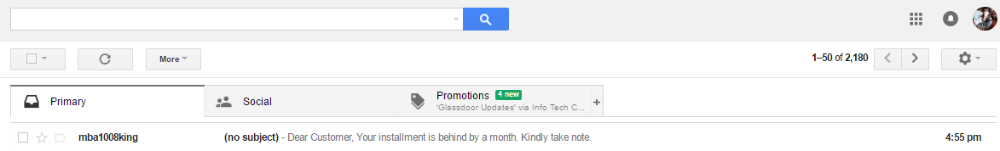 More
1–50 of 2,180
Primary
Social
Promotions 4 new
'Glassdoor Updates' via Info Tech C...
mba1008king (no subject) - Dear Customer, Your installment is behind by a month. Kindly take note. 4:55 pm